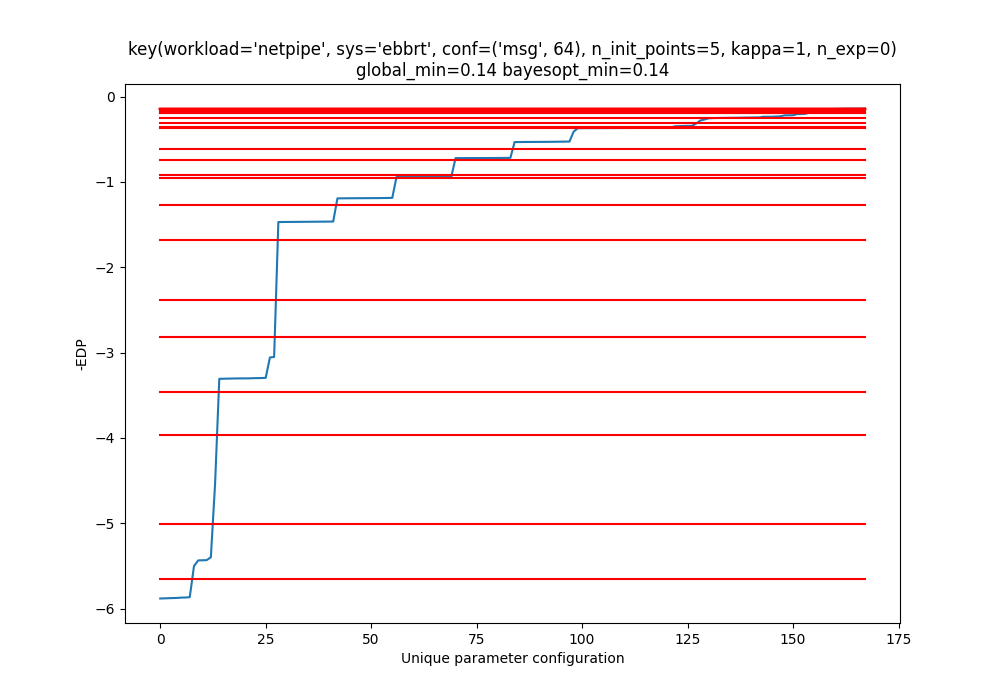 key(workload='netpipe', sys='ebbrt', conf=('msg', 64), n_init_points=5, kappa=1, n_exp=0)
global_min=0.14 bayesopt_min=0.14
0
−1
−2
−3
−4
−5
−6
-EDP
0 25 50 75 100 125 150 175
Unique parameter configuration